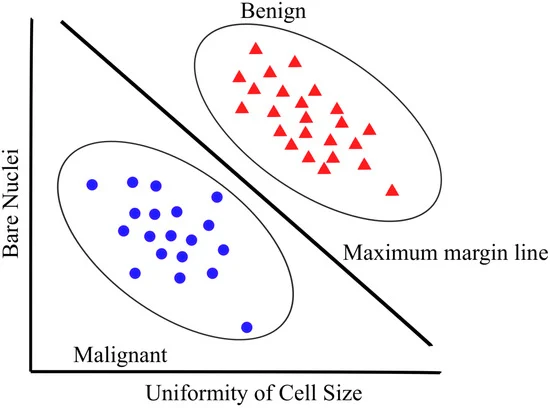 Benign
Bare Nuclei
Maximum margin line
Malignant
Uniformity of Cell Size